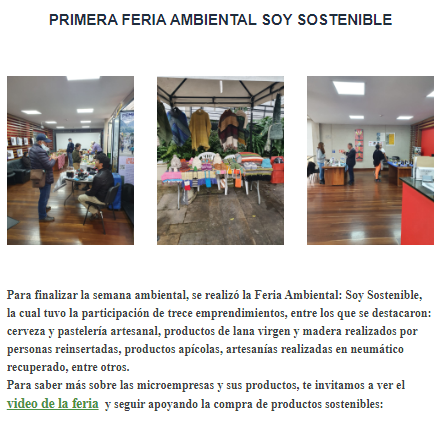 PRIMERA FERIA AMBIENTAL SOY SOSTENIBLE
Para finalizar la semana ambiental, se realizó la Feria Ambiental: Soy Sostenible,
la cual tuvo la participación de trece emprendimientos, entre los que se destacaron:
cerveza y pastelería artesanal, productos de lana virgen y madera realizados por
personas reinsertadas, productos apícolas, artesanías realizadas en neumático
recuperado, entre otros.
Para saber más sobre las microempresas y sus productos, te invitamos a ver el
video de la feria y seguir apoyando la compra de productos sostenibles: